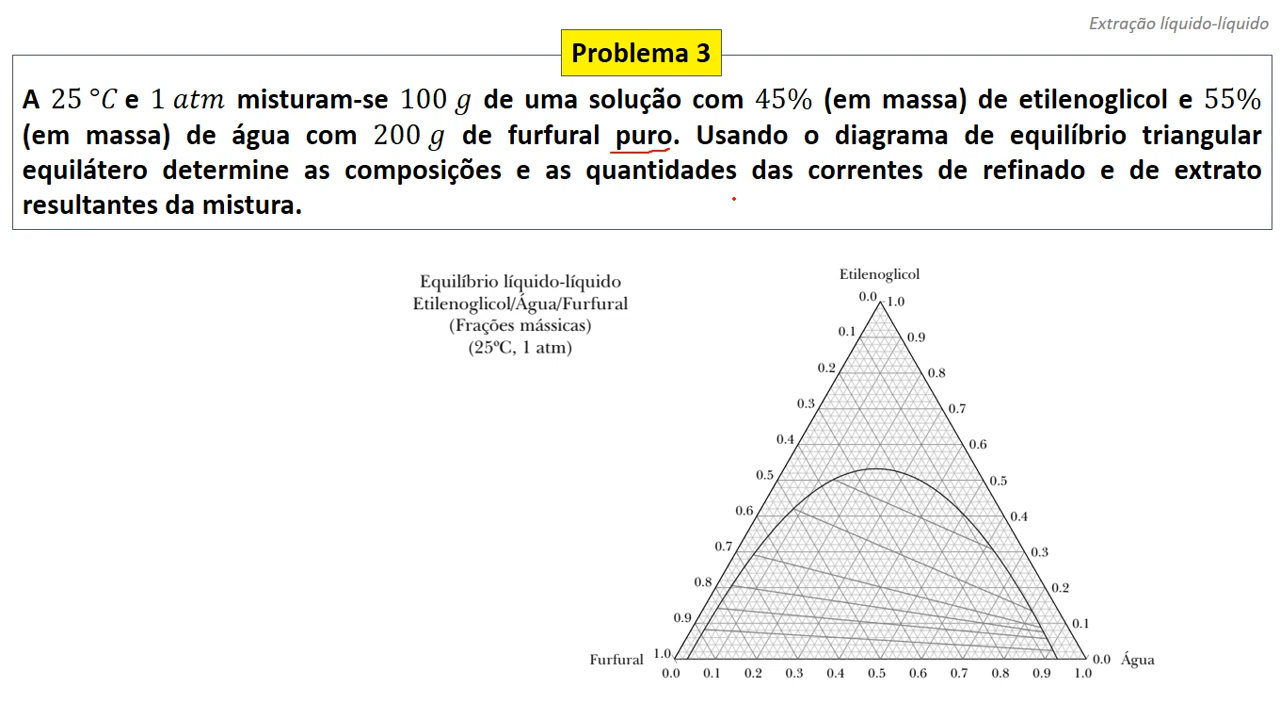 Extração líquido-líquido
Problema 3
A 25 °C e 1 atm misturam-se 100 g de uma solução com 45% (em massa) de etilenoglicol e 55%
(em massa) de água com 200 g de furfural puro. Usando o diagrama de equilíbrio triangular
equilátero determine as composições e as quantidades das correntes de refinado e de extrato
resultantes da mistura.
Equilíbrio líquido-líquido
Etilenoglicol/Água/Furfural
(Frações mássicas)
(25ºC, 1 atm)
Etilenoglicol
0.0 1.0
0.1 0.9
0.2 0.8
0.3 0.7
0.4 0.6
0.5 0.5
0.6 0.4
0.7 0.3
0.8 0.2
0.9 0.1
Furfural 1.0 0.0 Água
0.0 0.1 0.2 0.3 0.4 0.5 0.6 0.7 0.8 0.9 1.0